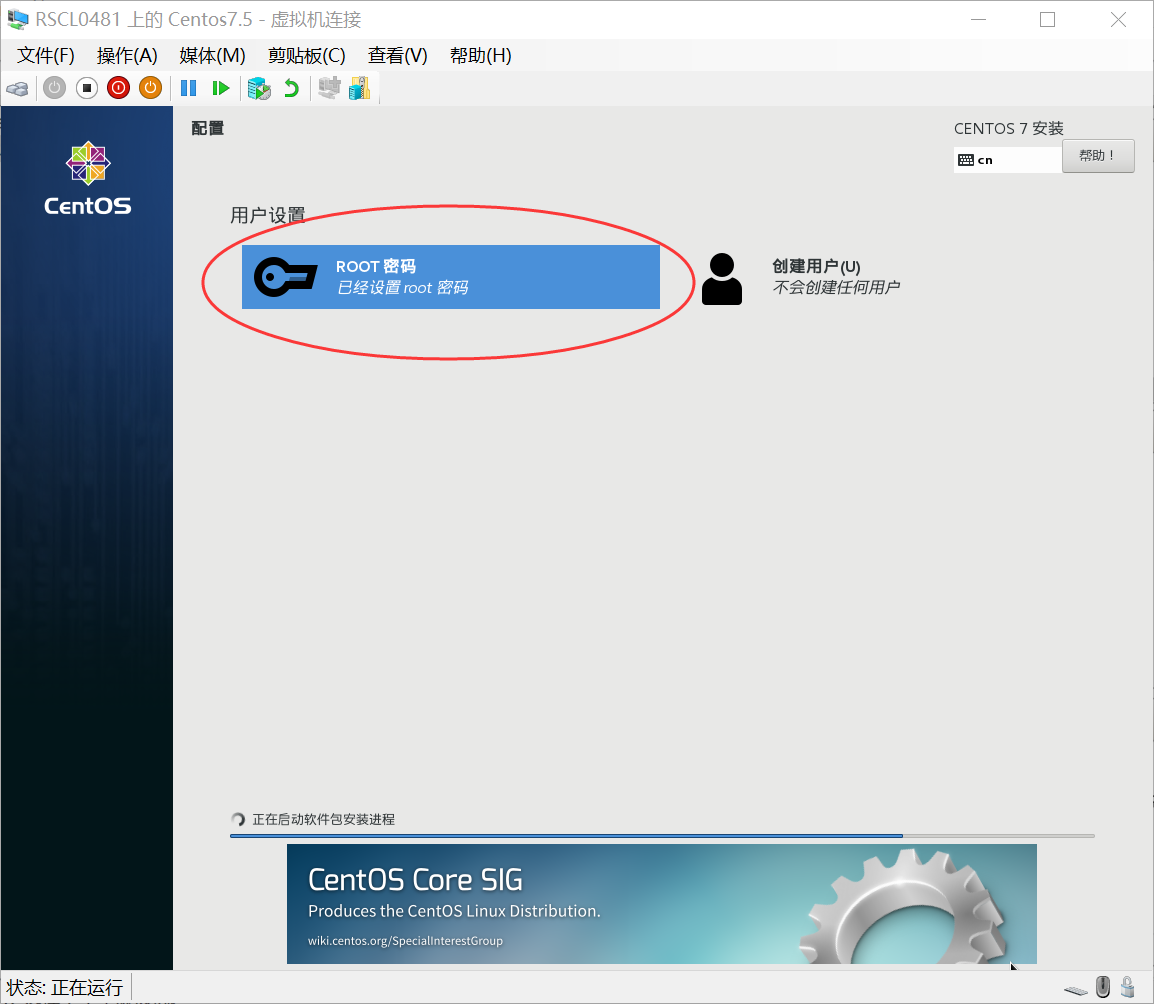 RSCL0481 上的 Centos7.5 - 虚拟机连接
文件(F) 操作(A) 媒体(M) 剪贴板(C) 查看(V) 帮助(H)
配置
CENTOS 7 安装
cn
帮助！
CentOS
用户设置
ROOT 密码
已经设置 root 密码
创建用户(U)
不会创建任何用户
正在启动软件包安装进程
CentOS Core SIG
Produces the CentOS Linux Distribution.
wiki.centos.org/SpecialInterestGroup
状态: 正在运行